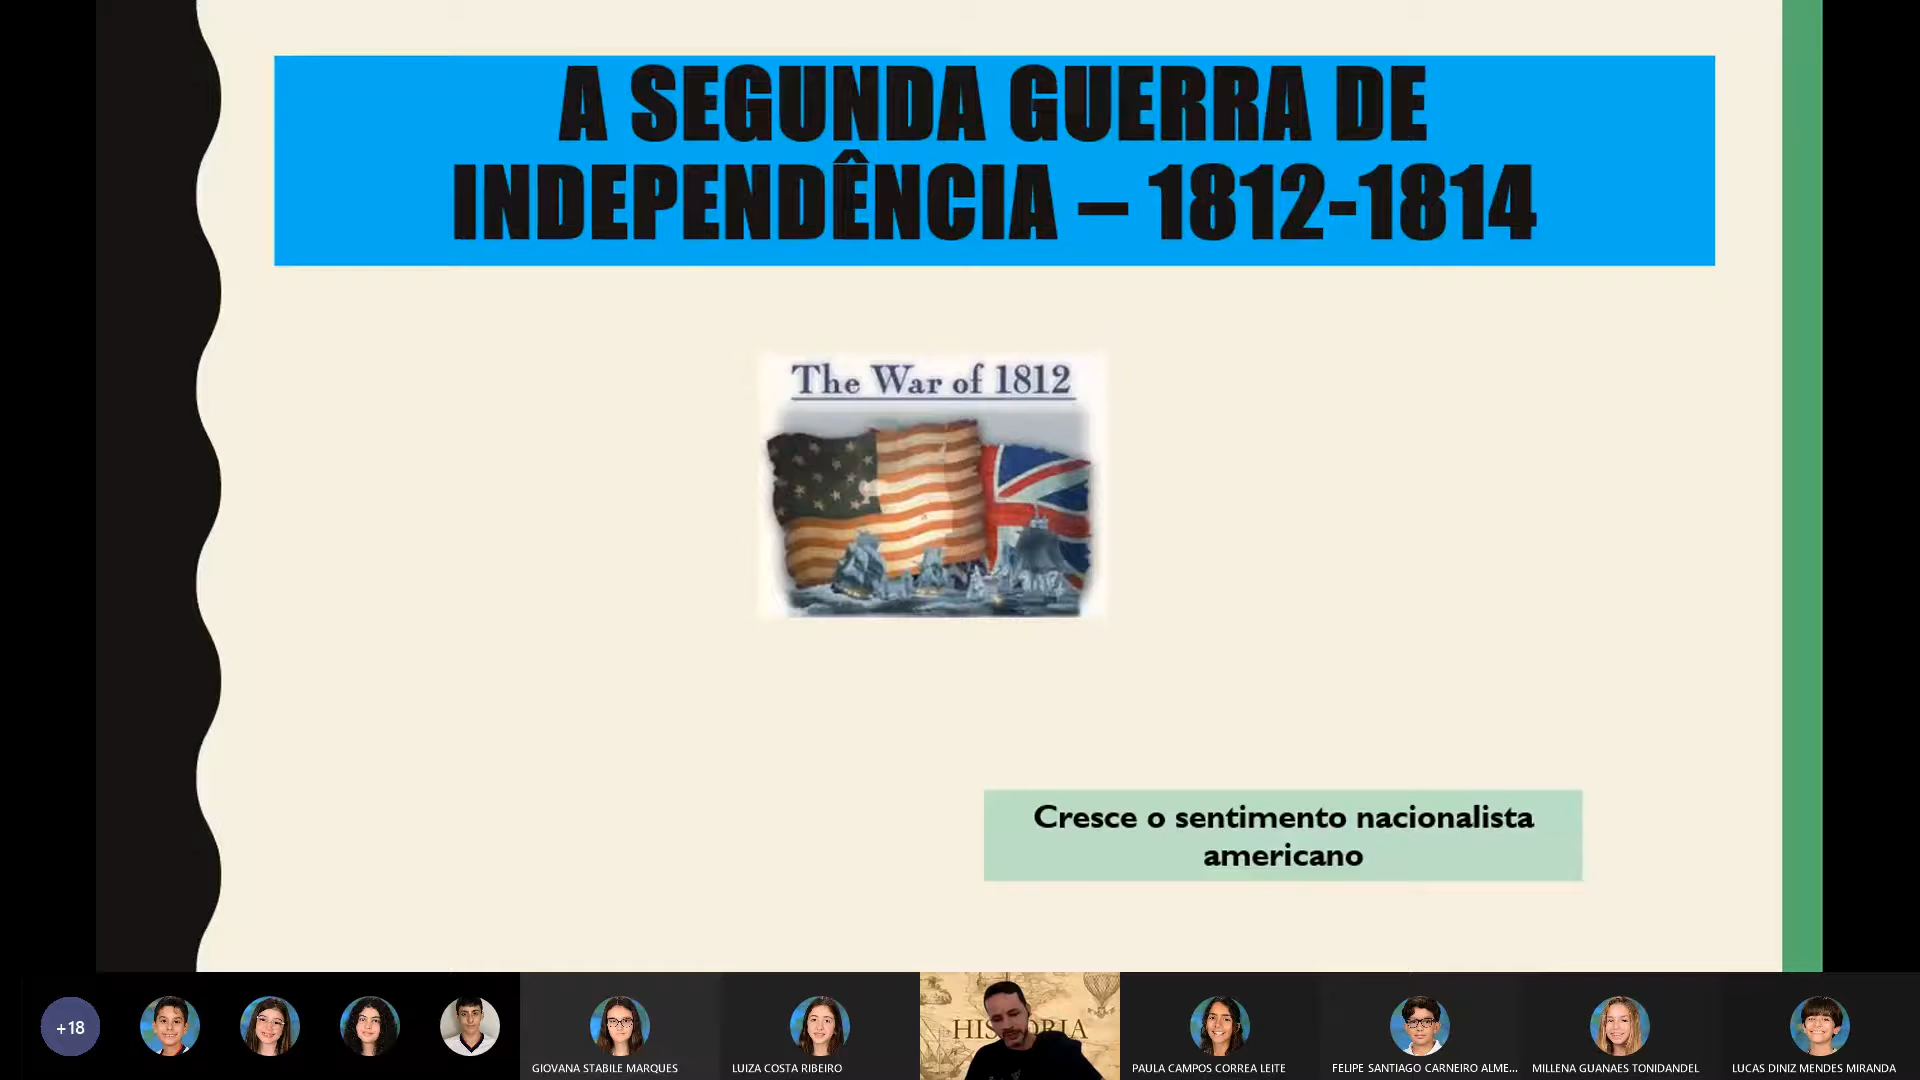 A SEGUNDA GUERRA DE
INDEPENDÊNCIA – 1812-1814
The War of 1812
Cresce o sentimento nacionalista
americano
+18
HISTÓRIA
GIOVANA STABILE MARQUES
LUIZA COSTA RIBEIRO
PAULA CAMPOS CORREA LEITE
FELIPE SANTIAGO CARNEIRO ALME...
MILLENA GUANAES TONIDANDEL
LUCAS DINIZ MENDES MIRANDA